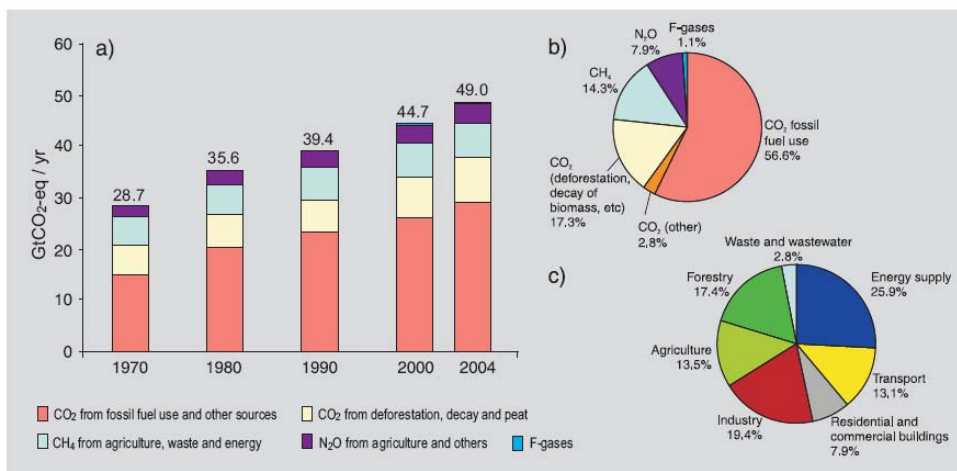 a)
60
50
40
30
20
10
0
GtCO₂-eq / yr
28.7
35.6
39.4
44.7
49.0
1970
1980
1990
2000
2004
CO₂ from fossil fuel use and other sources
CO₂ from deforestation, decay and peat
CH₄ from agriculture, waste and energy
N₂O from agriculture and others
F-gases
b)
F-gases
1.1%
N₂O
7.9%
CH₄
14.3%
CO₂ fossil
fuel use
56.6%
CO₂
(deforestation,
decay of
biomass, etc)
17.3%
CO₂ (other)
2.8%
c)
Waste and wastewater
2.8%
Forestry
17.4%
Energy supply
25.9%
Agriculture
13,5%
Transport
13,1%
Industry
19,4%
Residential and
commercial buildings
7.9%